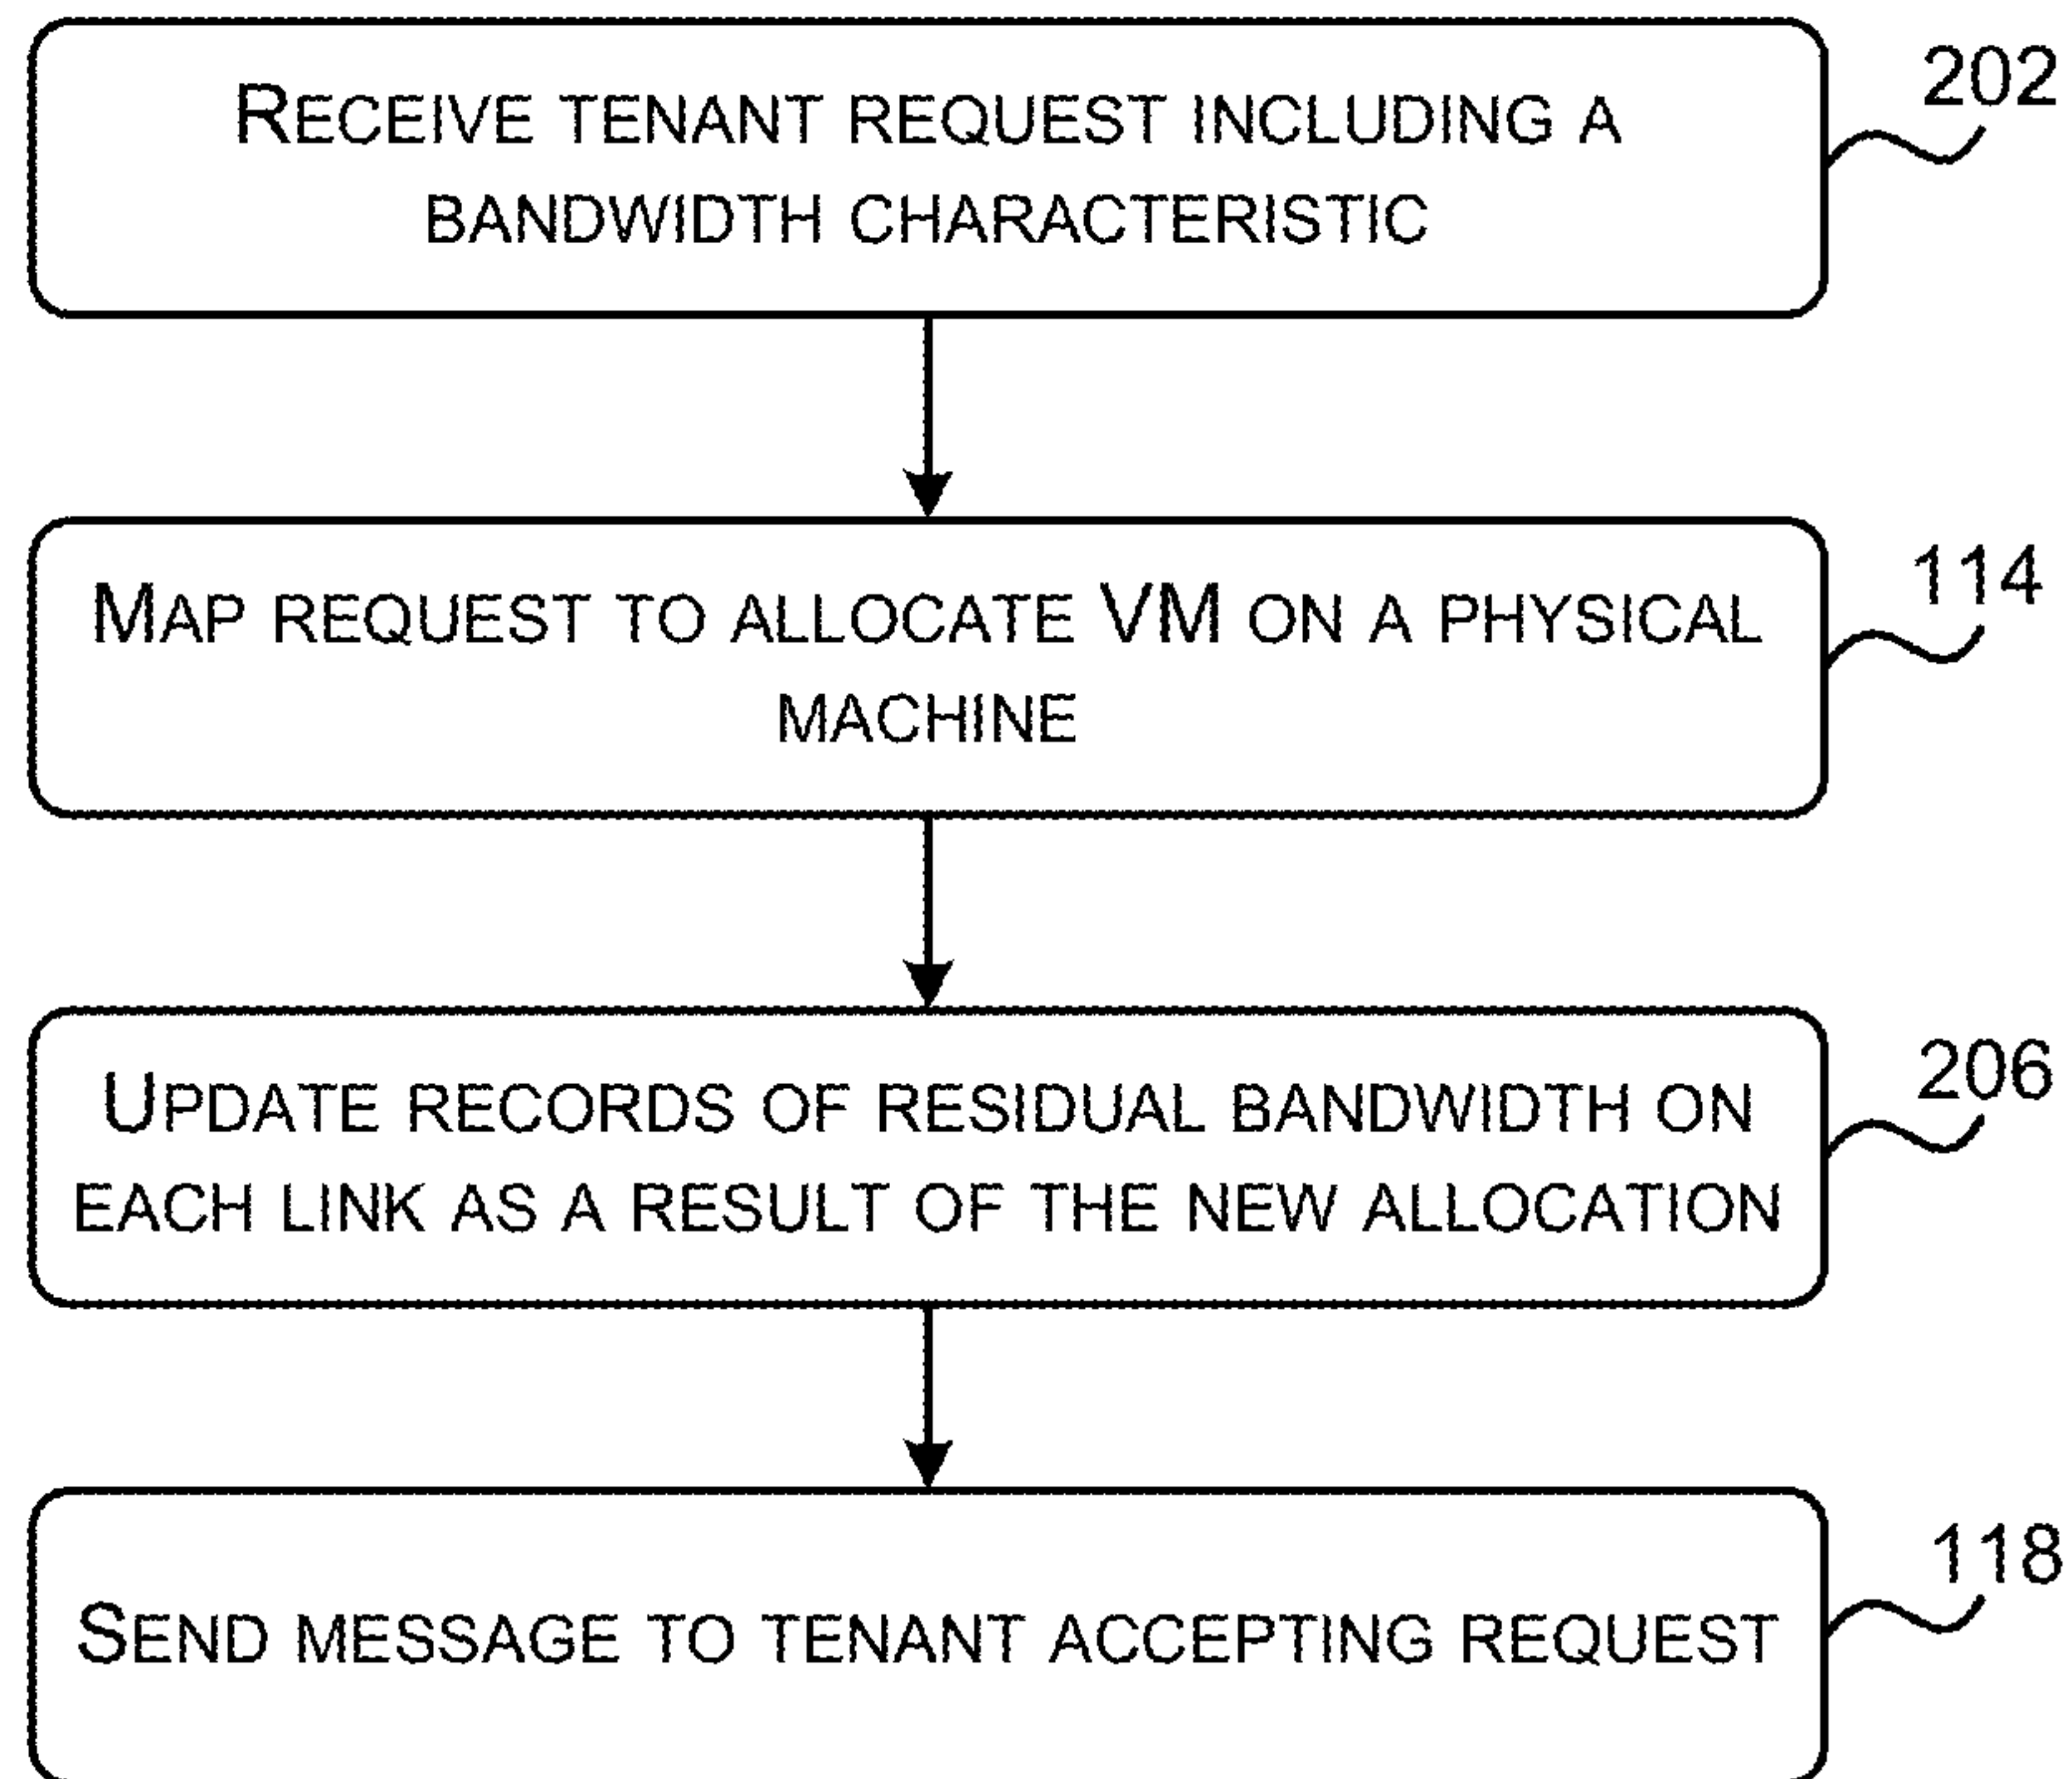 RECEIVE TENANT REQUEST INCLUDING A
BANDWIDTH CHARACTERISTIC
202
MAP REQUEST TO ALLOCATE VM ON A PHYSICAL
MACHINE
114
UPDATE RECORDS OF RESIDUAL BANDWIDTH ON
EACH LINK AS A RESULT OF THE NEW ALLOCATION
206
SEND MESSAGE TO TENANT ACCEPTING REQUEST
118